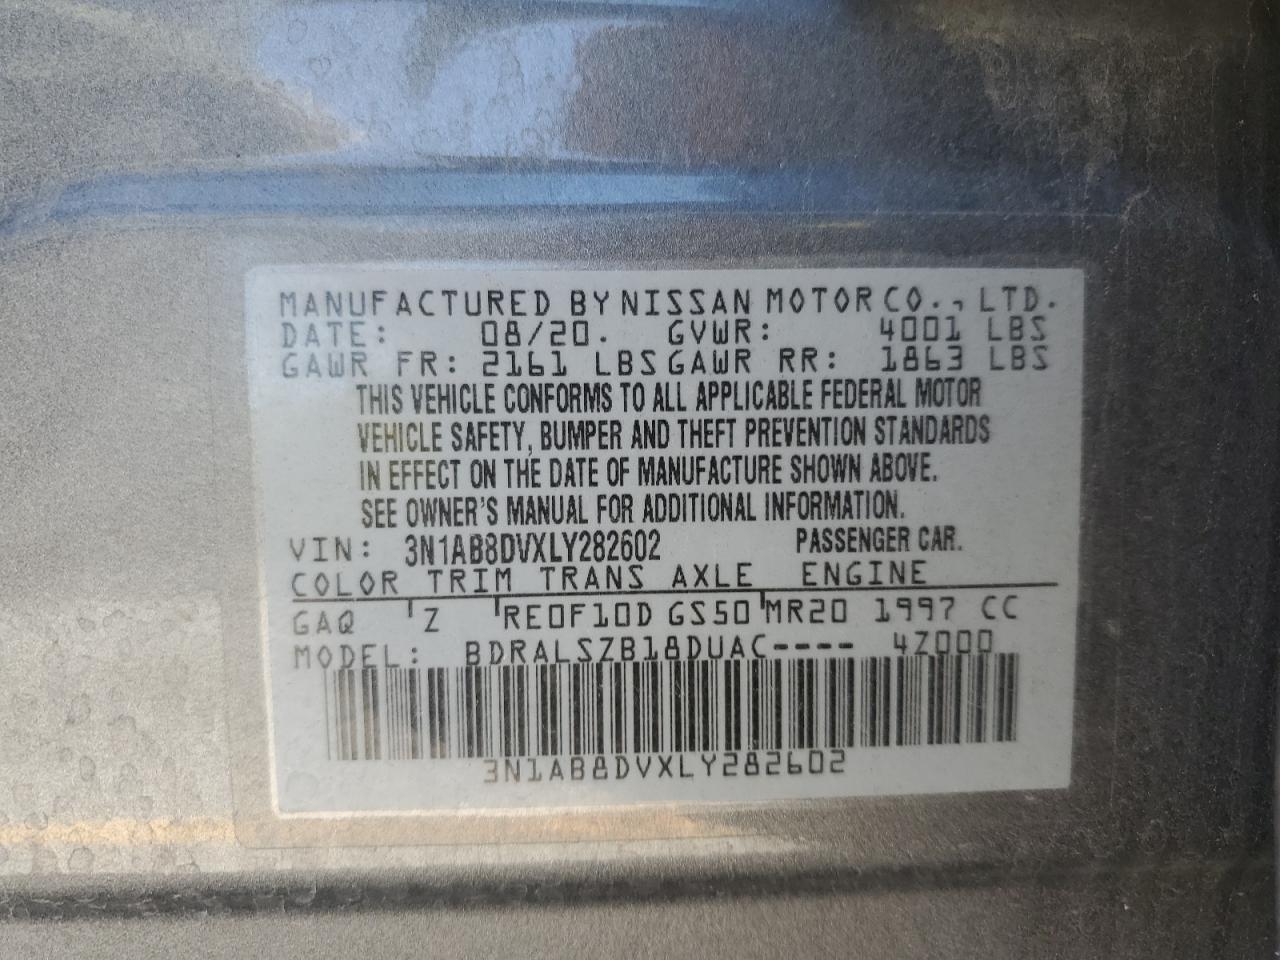 MANUFACTURED BY NISSAN MOTOR CO., LTD.
DATE: 08/20. GVWR: 4001 LBS
GAWR FR: 2161 LBS GAWR RR: 1863 LBS
THIS VEHICLE CONFORMS TO ALL APPLICABLE FEDERAL MOTOR
VEHICLE SAFETY, BUMPER AND THEFT PREVENTION STANDARDS
IN EFFECT ON THE DATE OF MANUFACTURE SHOWN ABOVE.
SEE OWNER'S MANUAL FOR ADDITIONAL INFORMATION.
VIN: 3N1AB8DVXLY282602 PASSENGER CAR.
COLOR TRIM TRANS AXLE ENGINE
GAQ Z RE0F10D GS50 MR20 1997 CC
MODEL: BDRALSZB18DUAC---- 4Z000
3N1AB8DVXLY282602